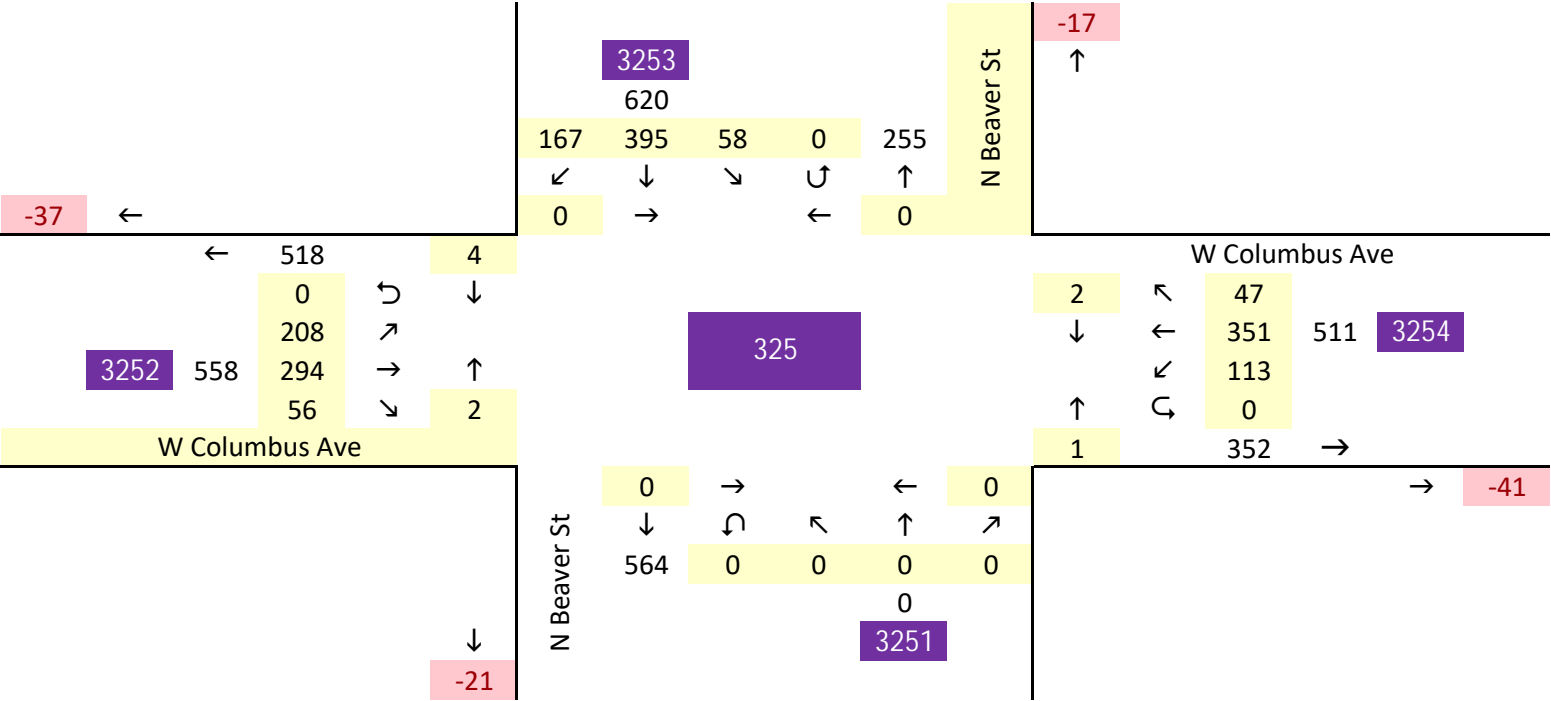 -17
3253 ↑
620
167 395 58 0 255
↙ ↓ ↘ ⮍ ↑
N Beaver St
-37 ← 0 → ← 0
← 518 4 W Columbus Ave
0 ⮌ ↓ 2 ↖ 47
208 ↗ 325 ↓ ← 351 511 3254
3252 558 294 → ↑ ↙ 113
56 ↘ 2 ↑ ⮎ 0
W Columbus Ave 1 352 →
0 → ← 0 → -41
↓ ⮏ ↖ ↑ ↗
N Beaver St
564 0 0 0 0
0
↓ 3251
-21